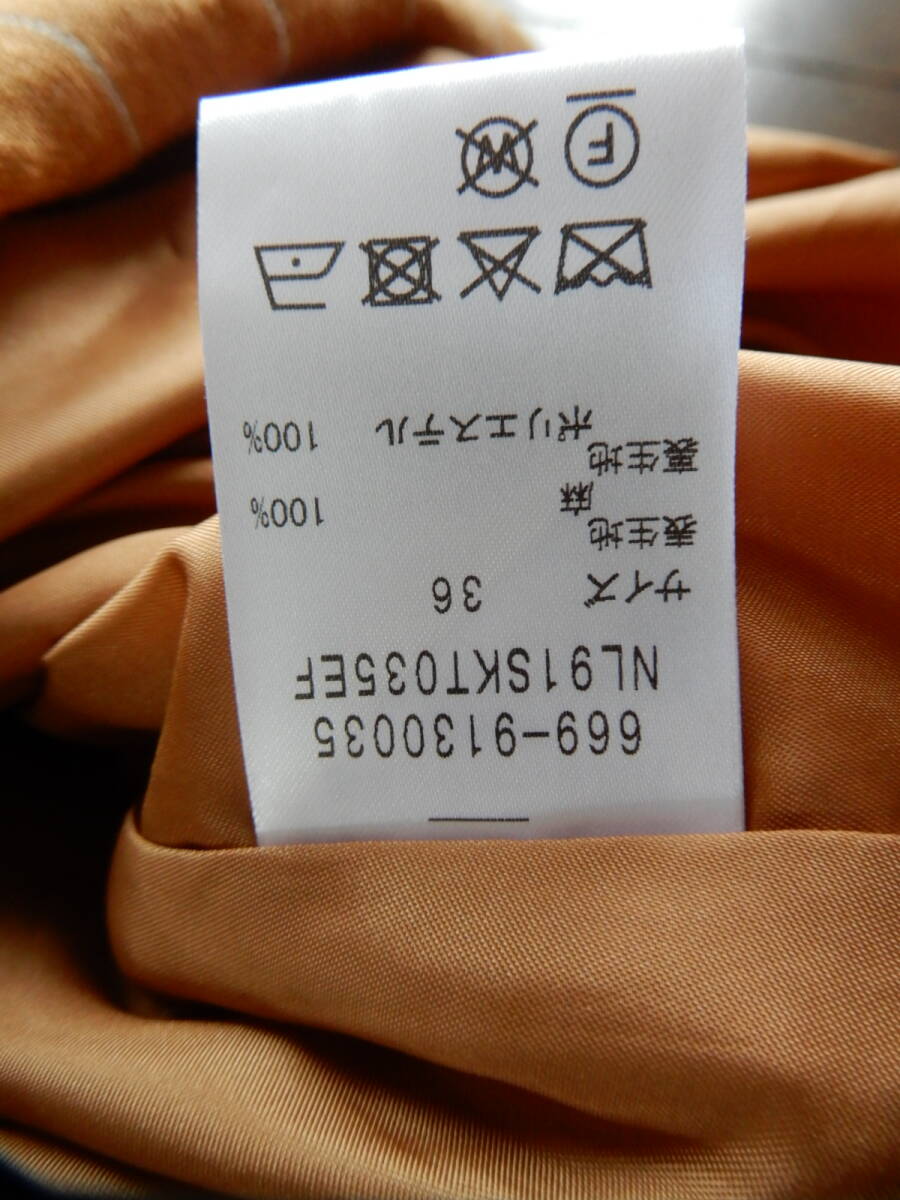 669-9130035
NL91SKT035EF
サイズ 36
表生地
麻 100%
裏生地
ポリエステル 100%
F
W